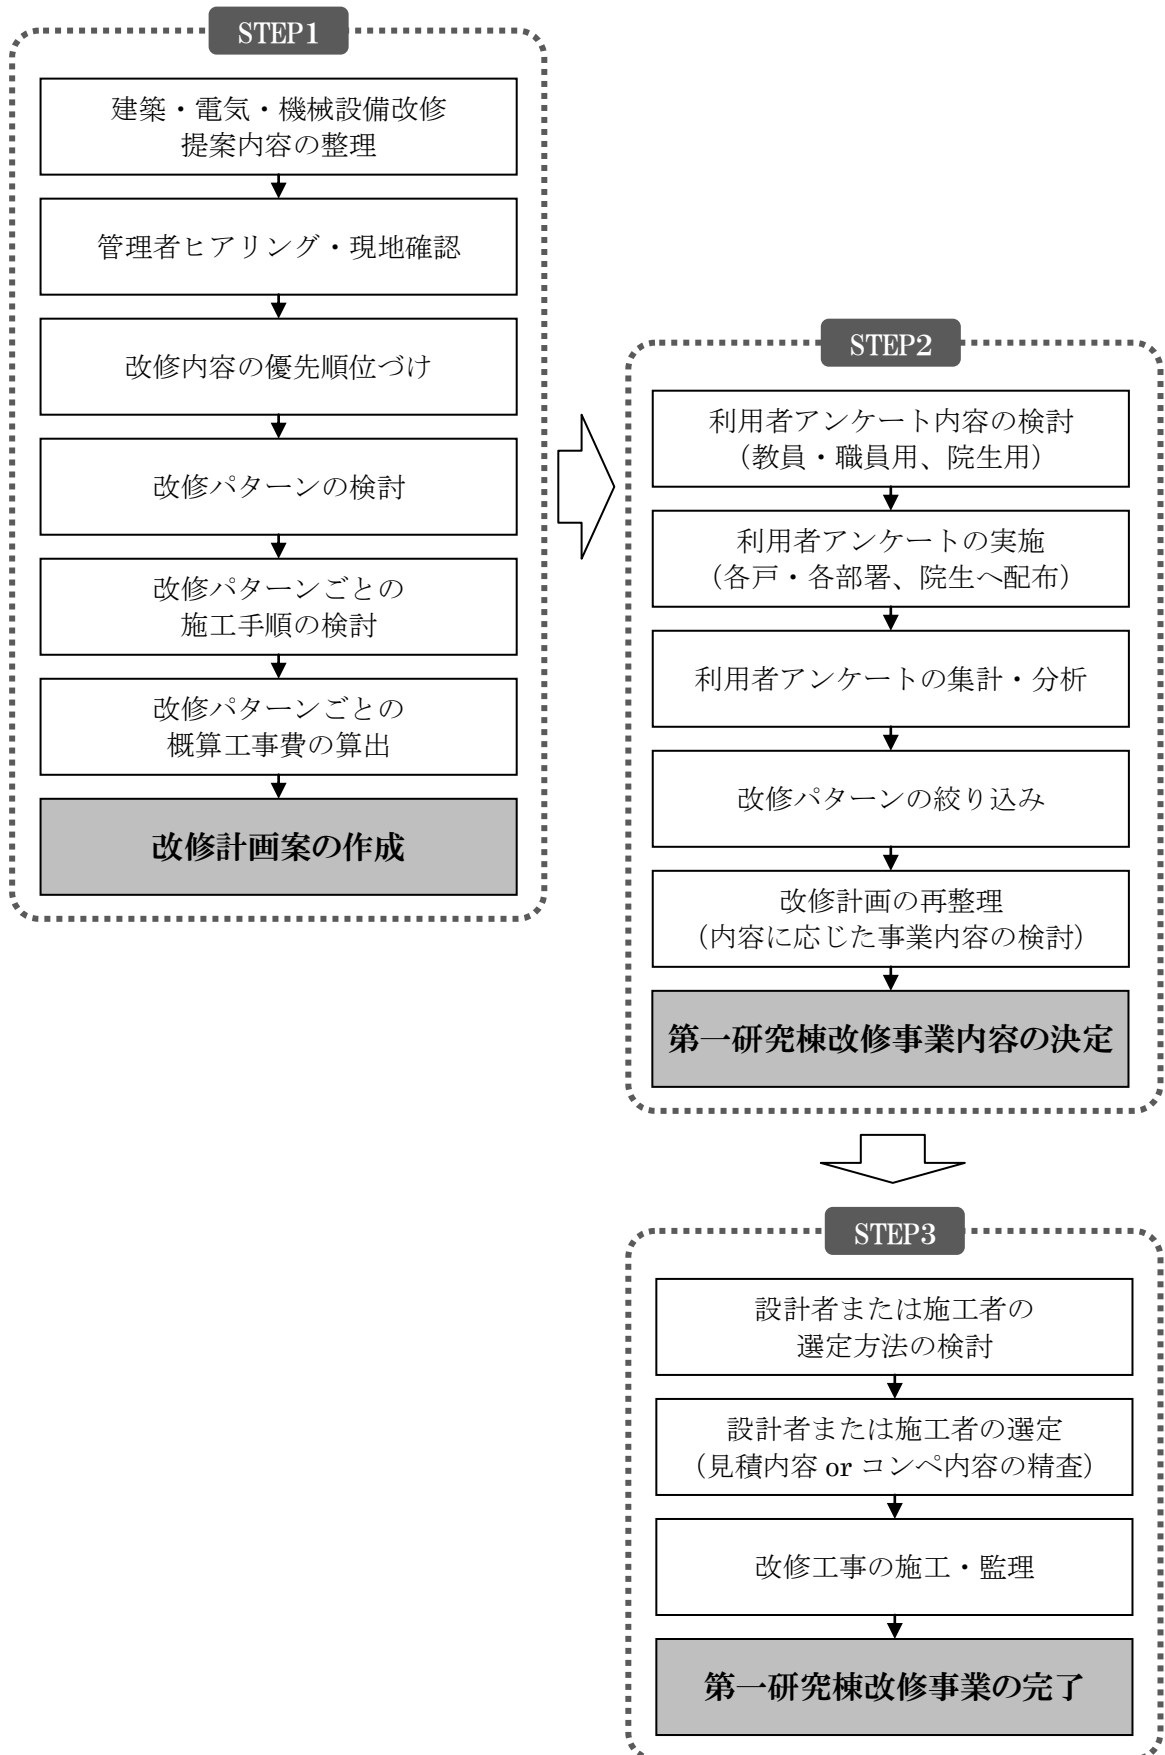 STEP1
建築・電気・機械設備改修
提案内容の整理
管理者ヒアリング・現地確認
改修内容の優先順位づけ
改修パターンの検討
改修パターンごとの
施工手順の検討
改修パターンごとの
概算工事費の算出
改修計画案の作成
STEP2
利用者アンケート内容の検討
（教員・職員用、院生用）
利用者アンケートの実施
（各戸・各部署、院生へ配布）
利用者アンケートの集計・分析
改修パターンの絞り込み
改修計画の再整理
（内容に応じた事業内容の検討）
第一研究棟改修事業内容の決定
STEP3
設計者または施工者の
選定方法の検討
設計者または施工者の選定
（見積内容 or コンペ内容の精査）
改修工事の施工・監理
第一研究棟改修事業の完了